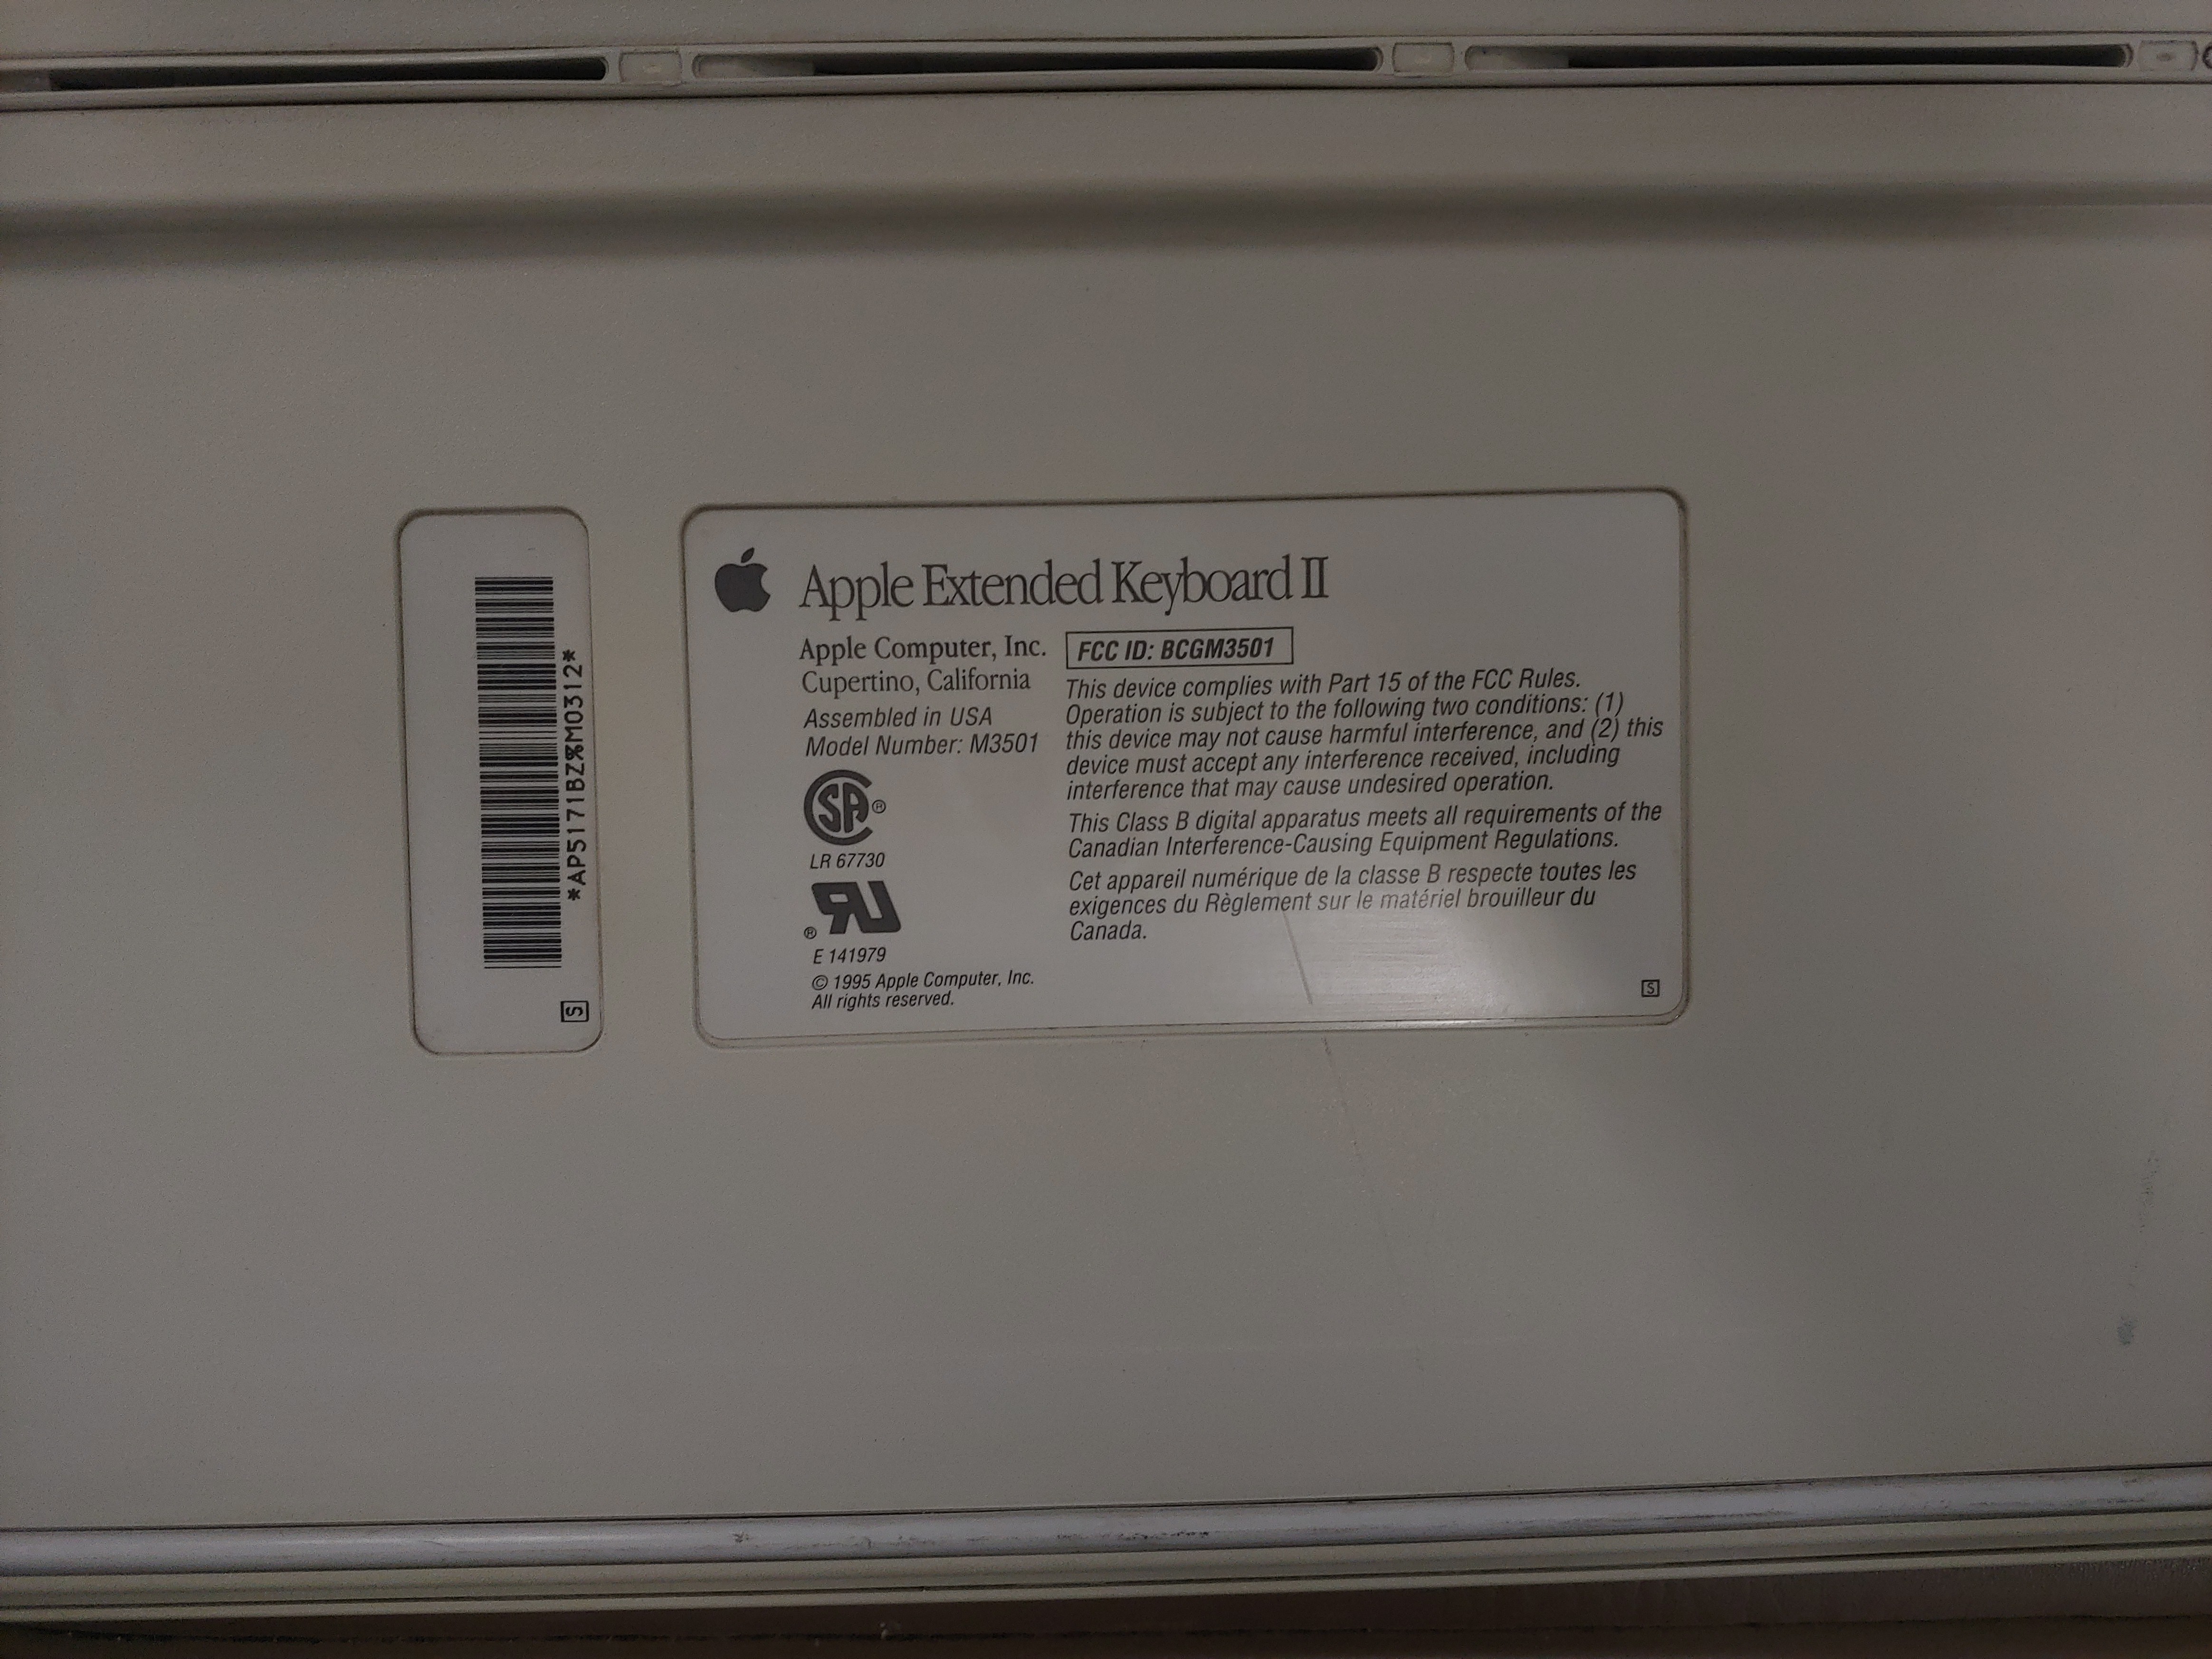 Apple Extended Keyboard II
Apple Computer, Inc.
Cupertino, California
Assembled in USA
Model Number: M3501
LR 67730
E 141979
© 1995 Apple Computer, Inc.
All rights reserved.
FCC ID: BCGM3501
This device complies with Part 15 of the FCC Rules.
Operation is subject to the following two conditions: (1)
this device may not cause harmful interference, and (2) this
device must accept any interference received, including
interference that may cause undesired operation.
This Class B digital apparatus meets all requirements of the
Canadian Interference-Causing Equipment Regulations.
Cet appareil numérique de la classe B respecte toutes les
exigences du Règlement sur le matériel brouilleur du
Canada.
S
*AP5171BZ%M0312*
S